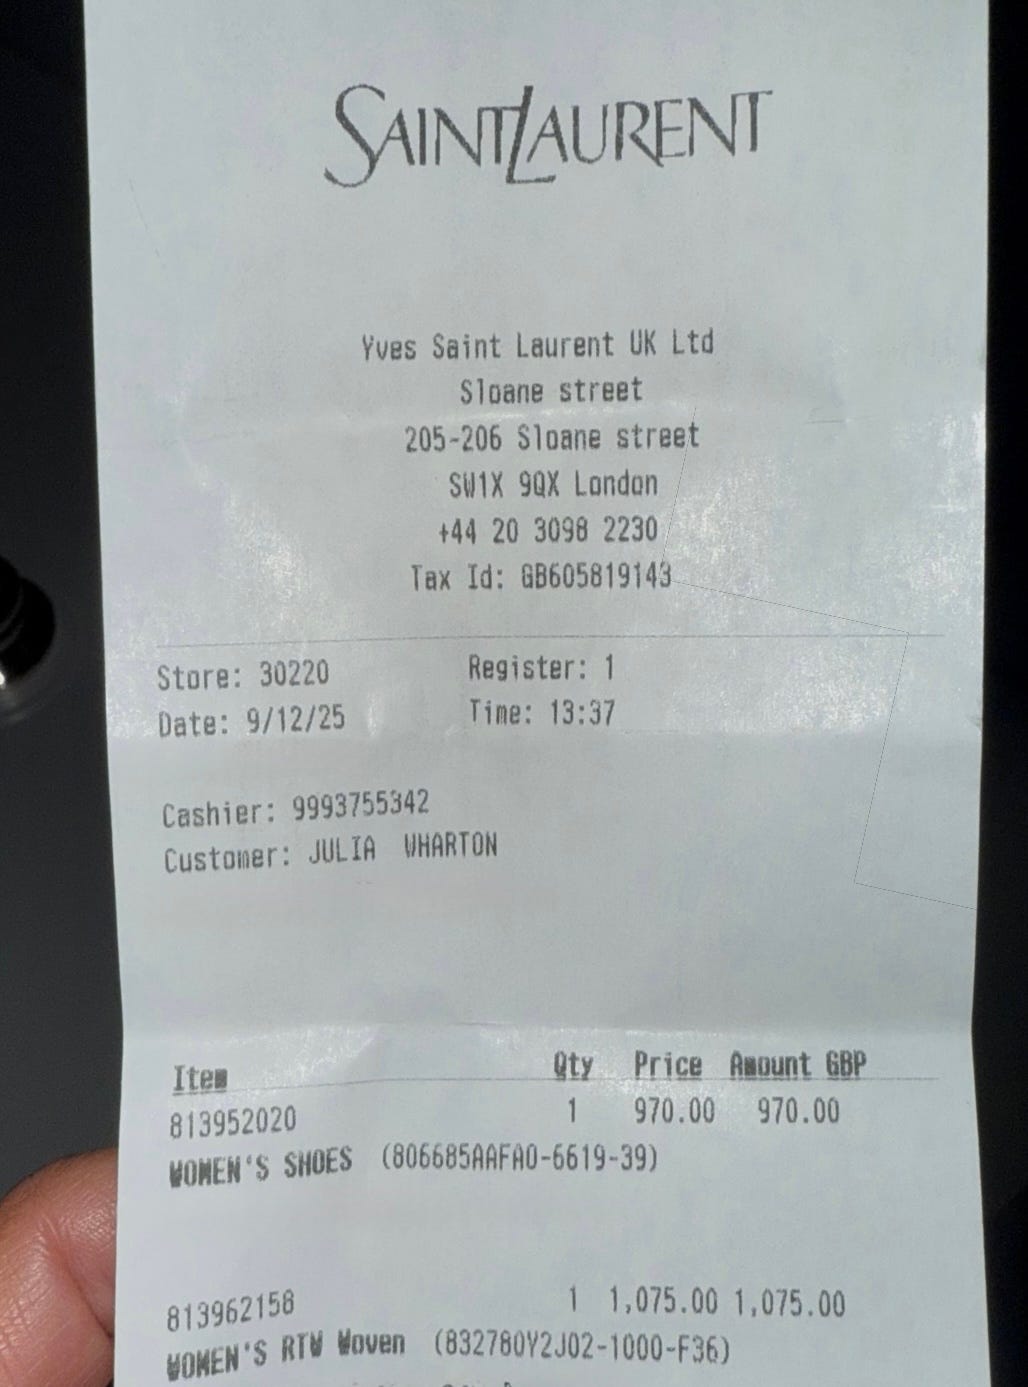 SAINT LAURENT
Yves Saint Laurent UK Ltd
Sloane street
205-206 Sloane street
SW1X 9QX London
+44 20 3098 2230
Tax Id: GB605819143
Store: 30220 Register: 1
Date: 9/12/25 Time: 13:37
Cashier: 9993755342
Customer: JULIA WHARTON
Item Qty Price Amount GBP
813952020 1 970.00 970.00
WOMEN'S SHOES (806685AAFA0-6619-39)
813962158 1 1,075.00 1,075.00
WOMEN'S RTW Woven (832780Y2J02-1000-F36)